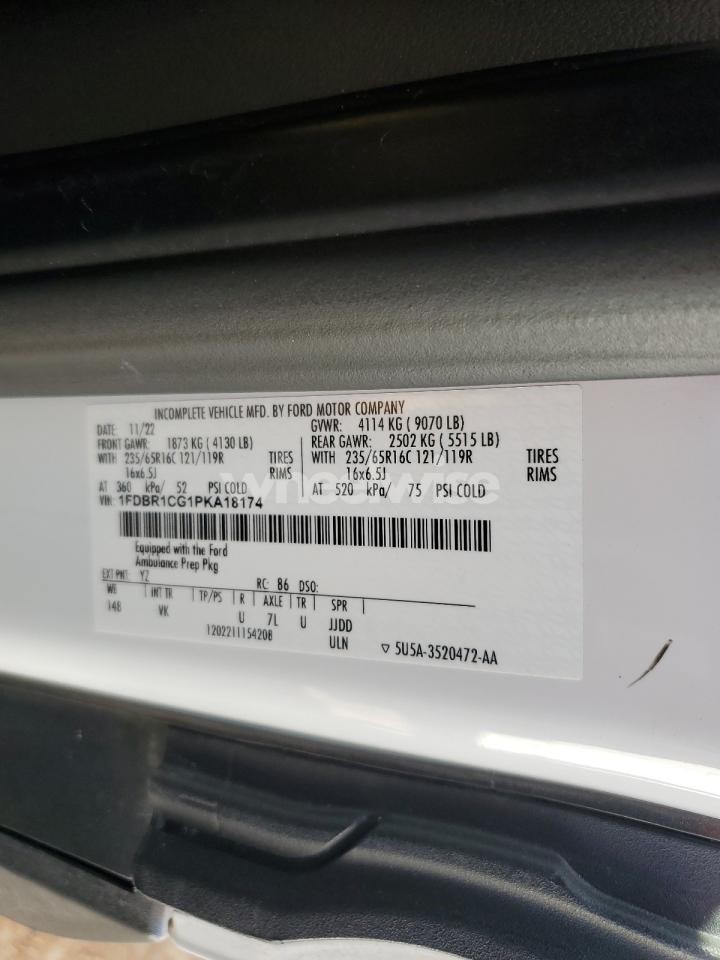 INCOMPLETE VEHICLE MFD. BY FORD MOTOR COMPANY
DATE: 11/22 GVWR: 4114 KG ( 9070 LB)
FRONT GAWR: 1873 KG ( 4130 LB) REAR GAWR: 2502 KG ( 5515 LB)
WITH 235/65R16C 121/119R TIRES WITH 235/65R16C 121/119R TIRES
16x6.5J RIMS 16x6.5J RIMS
AT 360 kPa/ 52 PSI COLD AT 520 kPa/ 75 PSI COLD
VIN: 1FDBR1CG1PKA18174
wheelwise
Equipped with the Ford
Ambulance Prep Pkg
EXT PNT: YZ RC: 86 DSO:
WB INT TR TP/PS R AXLE TR SPR
148 VK U 7L U JJDD
1202211154208 ULN ▽ 5U5A-3520472-AA